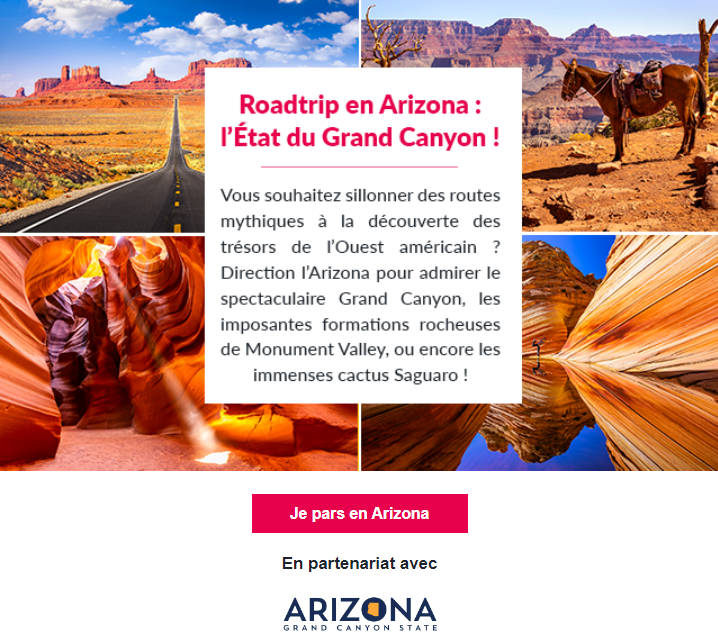 Roadtrip en Arizona :
l’État du Grand Canyon !
Vous souhaitez sillonner des routes
mythiques à la découverte des
trésors de l’Ouest américain ?
Direction l’Arizona pour admirer le
spectaculaire Grand Canyon, les
imposantes formations rocheuses
de Monument Valley, ou encore les
immenses cactus Saguaro !
Je pars en Arizona
En partenariat avec
ARIZONA
GRAND CANYON STATE